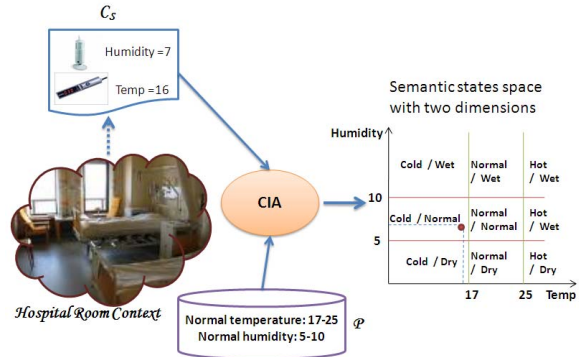 Cs
Humidity =7
Temp =16
Semantic states space
with two dimensions
Humidity
Cold / Wet
Normal
/ Wet
Hot
/ Wet
10
Cold / Normal
Normal
/ Normal
Hot
/ Wet
CIA
5
Cold / Dry
Normal
/ Dry
Hot
/ Dry
17
25
Temp
Hospital Room Context
Normal temperature: 17-25
Normal humidity: 5-10
P